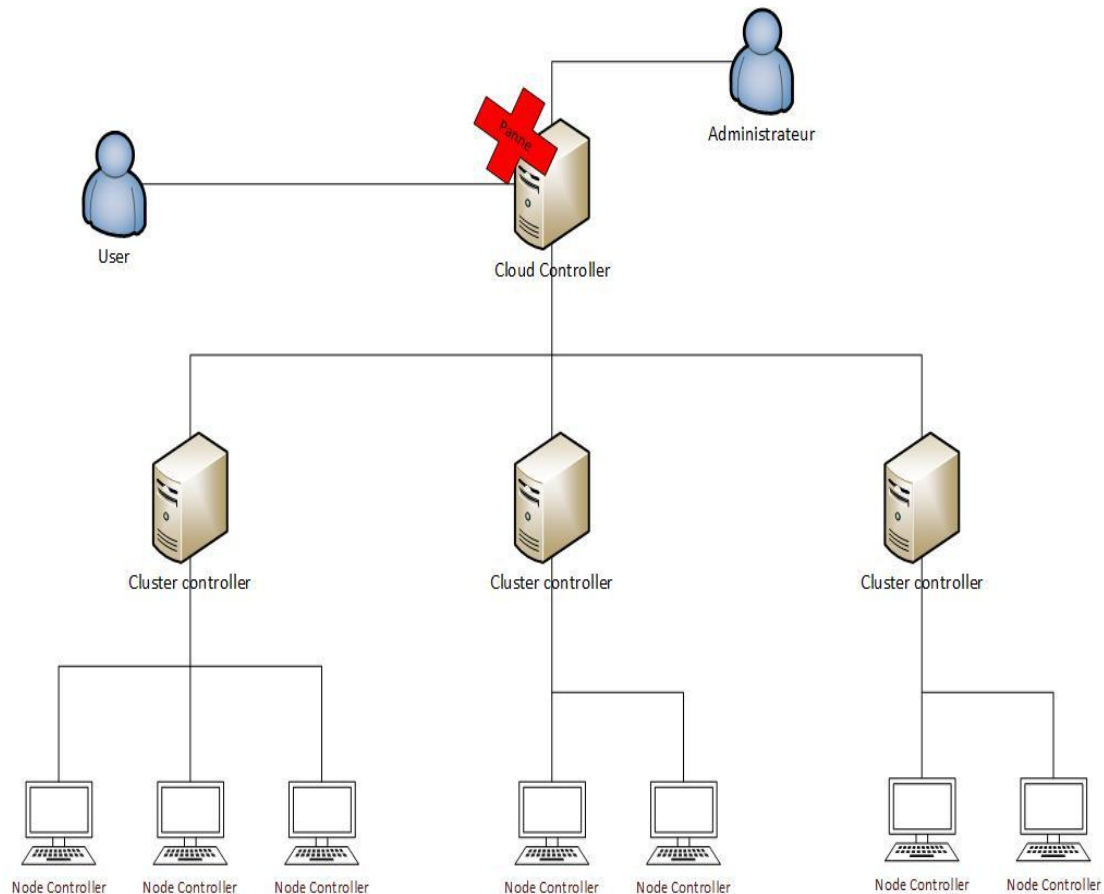 Administrateur
Panne
User
Cloud Controller
Cluster controller
Cluster controller
Cluster controller
Node Controller
Node Controller
Node Controller
Node Controller
Node Controller
Node Controller
Node Controller